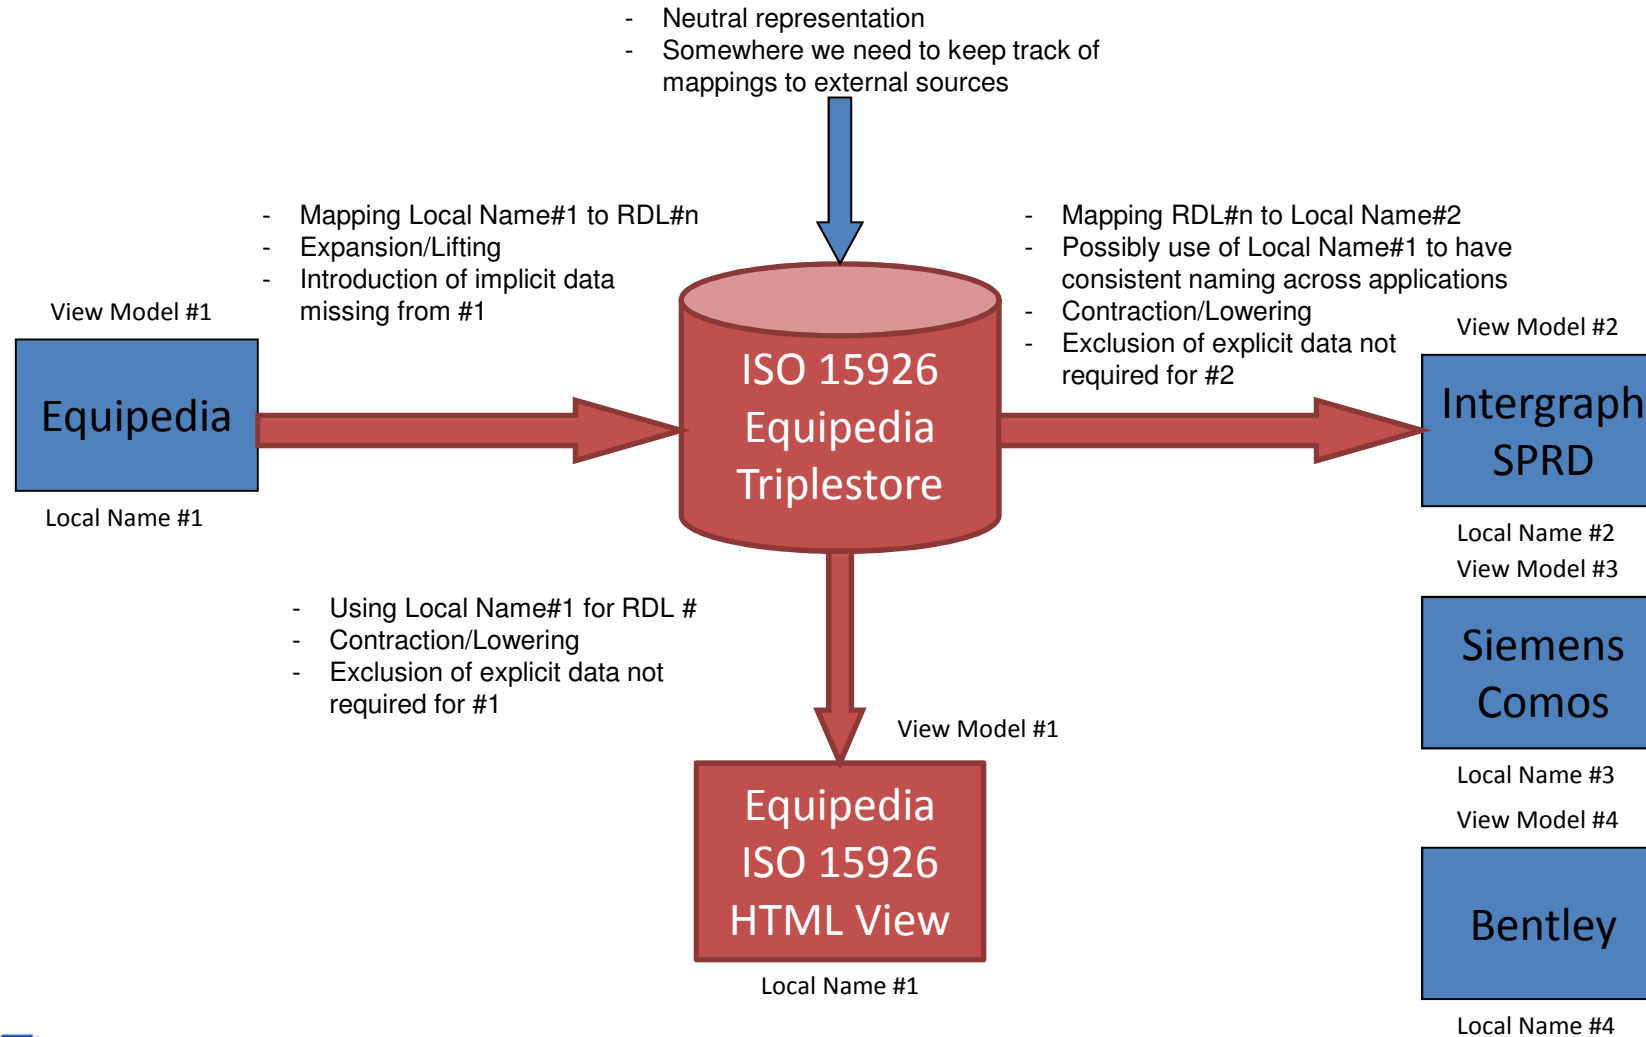 - Neutral representation
- Somewhere we need to keep track of
mappings to external sources
- Mapping Local Name#1 to RDL#n
- Expansion/Lifting
- Introduction of implicit data
missing from #1
- Mapping RDL#n to Local Name#2
- Possibly use of Local Name#1 to have
consistent naming across applications
- Contraction/Lowering
- Exclusion of explicit data not
required for #2
View Model #1
Equipedia
Local Name #1
ISO 15926
Equipedia
Triplestore
View Model #2
Intergraph
SPRD
Local Name #2
View Model #3
Siemens
Comos
Local Name #3
View Model #4
Bentley
Local Name #4
- Using Local Name#1 for RDL #
- Contraction/Lowering
- Exclusion of explicit data not
required for #1
View Model #1
Equipedia
ISO 15926
HTML View
Local Name #1